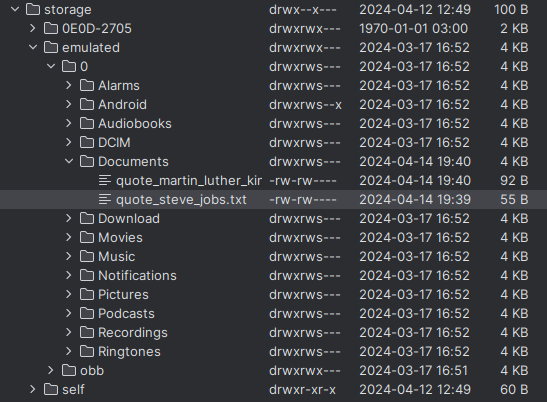 storage drwx--x--- 2024-04-12 12:49 100 B
0E0D-2705 drwxrwx--- 1970-01-01 03:00 2 KB
emulated drwxrws--- 2024-03-17 16:52 4 KB
0 drwxrws--- 2024-03-17 16:52 4 KB
Alarms drwxrws--- 2024-03-17 16:52 4 KB
Android drwxrws--x 2024-03-17 16:52 4 KB
Audiobooks drwxrws--- 2024-03-17 16:52 4 KB
DCIM drwxrws--- 2024-03-17 16:52 4 KB
Documents drwxrws--- 2024-04-14 19:40 4 KB
quote_martin_luther_kir -rw-rw---- 2024-04-14 19:40 92 B
quote_steve_jobs.txt -rw-rw---- 2024-04-14 19:39 55 B
Download drwxrws--- 2024-03-17 16:52 4 KB
Movies drwxrws--- 2024-03-17 16:52 4 KB
Music drwxrws--- 2024-03-17 16:52 4 KB
Notifications drwxrws--- 2024-03-17 16:52 4 KB
Pictures drwxrws--- 2024-03-17 16:52 4 KB
Podcasts drwxrws--- 2024-03-17 16:52 4 KB
Recordings drwxrws--- 2024-03-17 16:52 4 KB
Ringtones drwxrws--- 2024-03-17 16:52 4 KB
obb drwxrwx--- 2024-03-17 16:51 4 KB
self drwxr-xr-x 2024-04-12 12:49 60 B